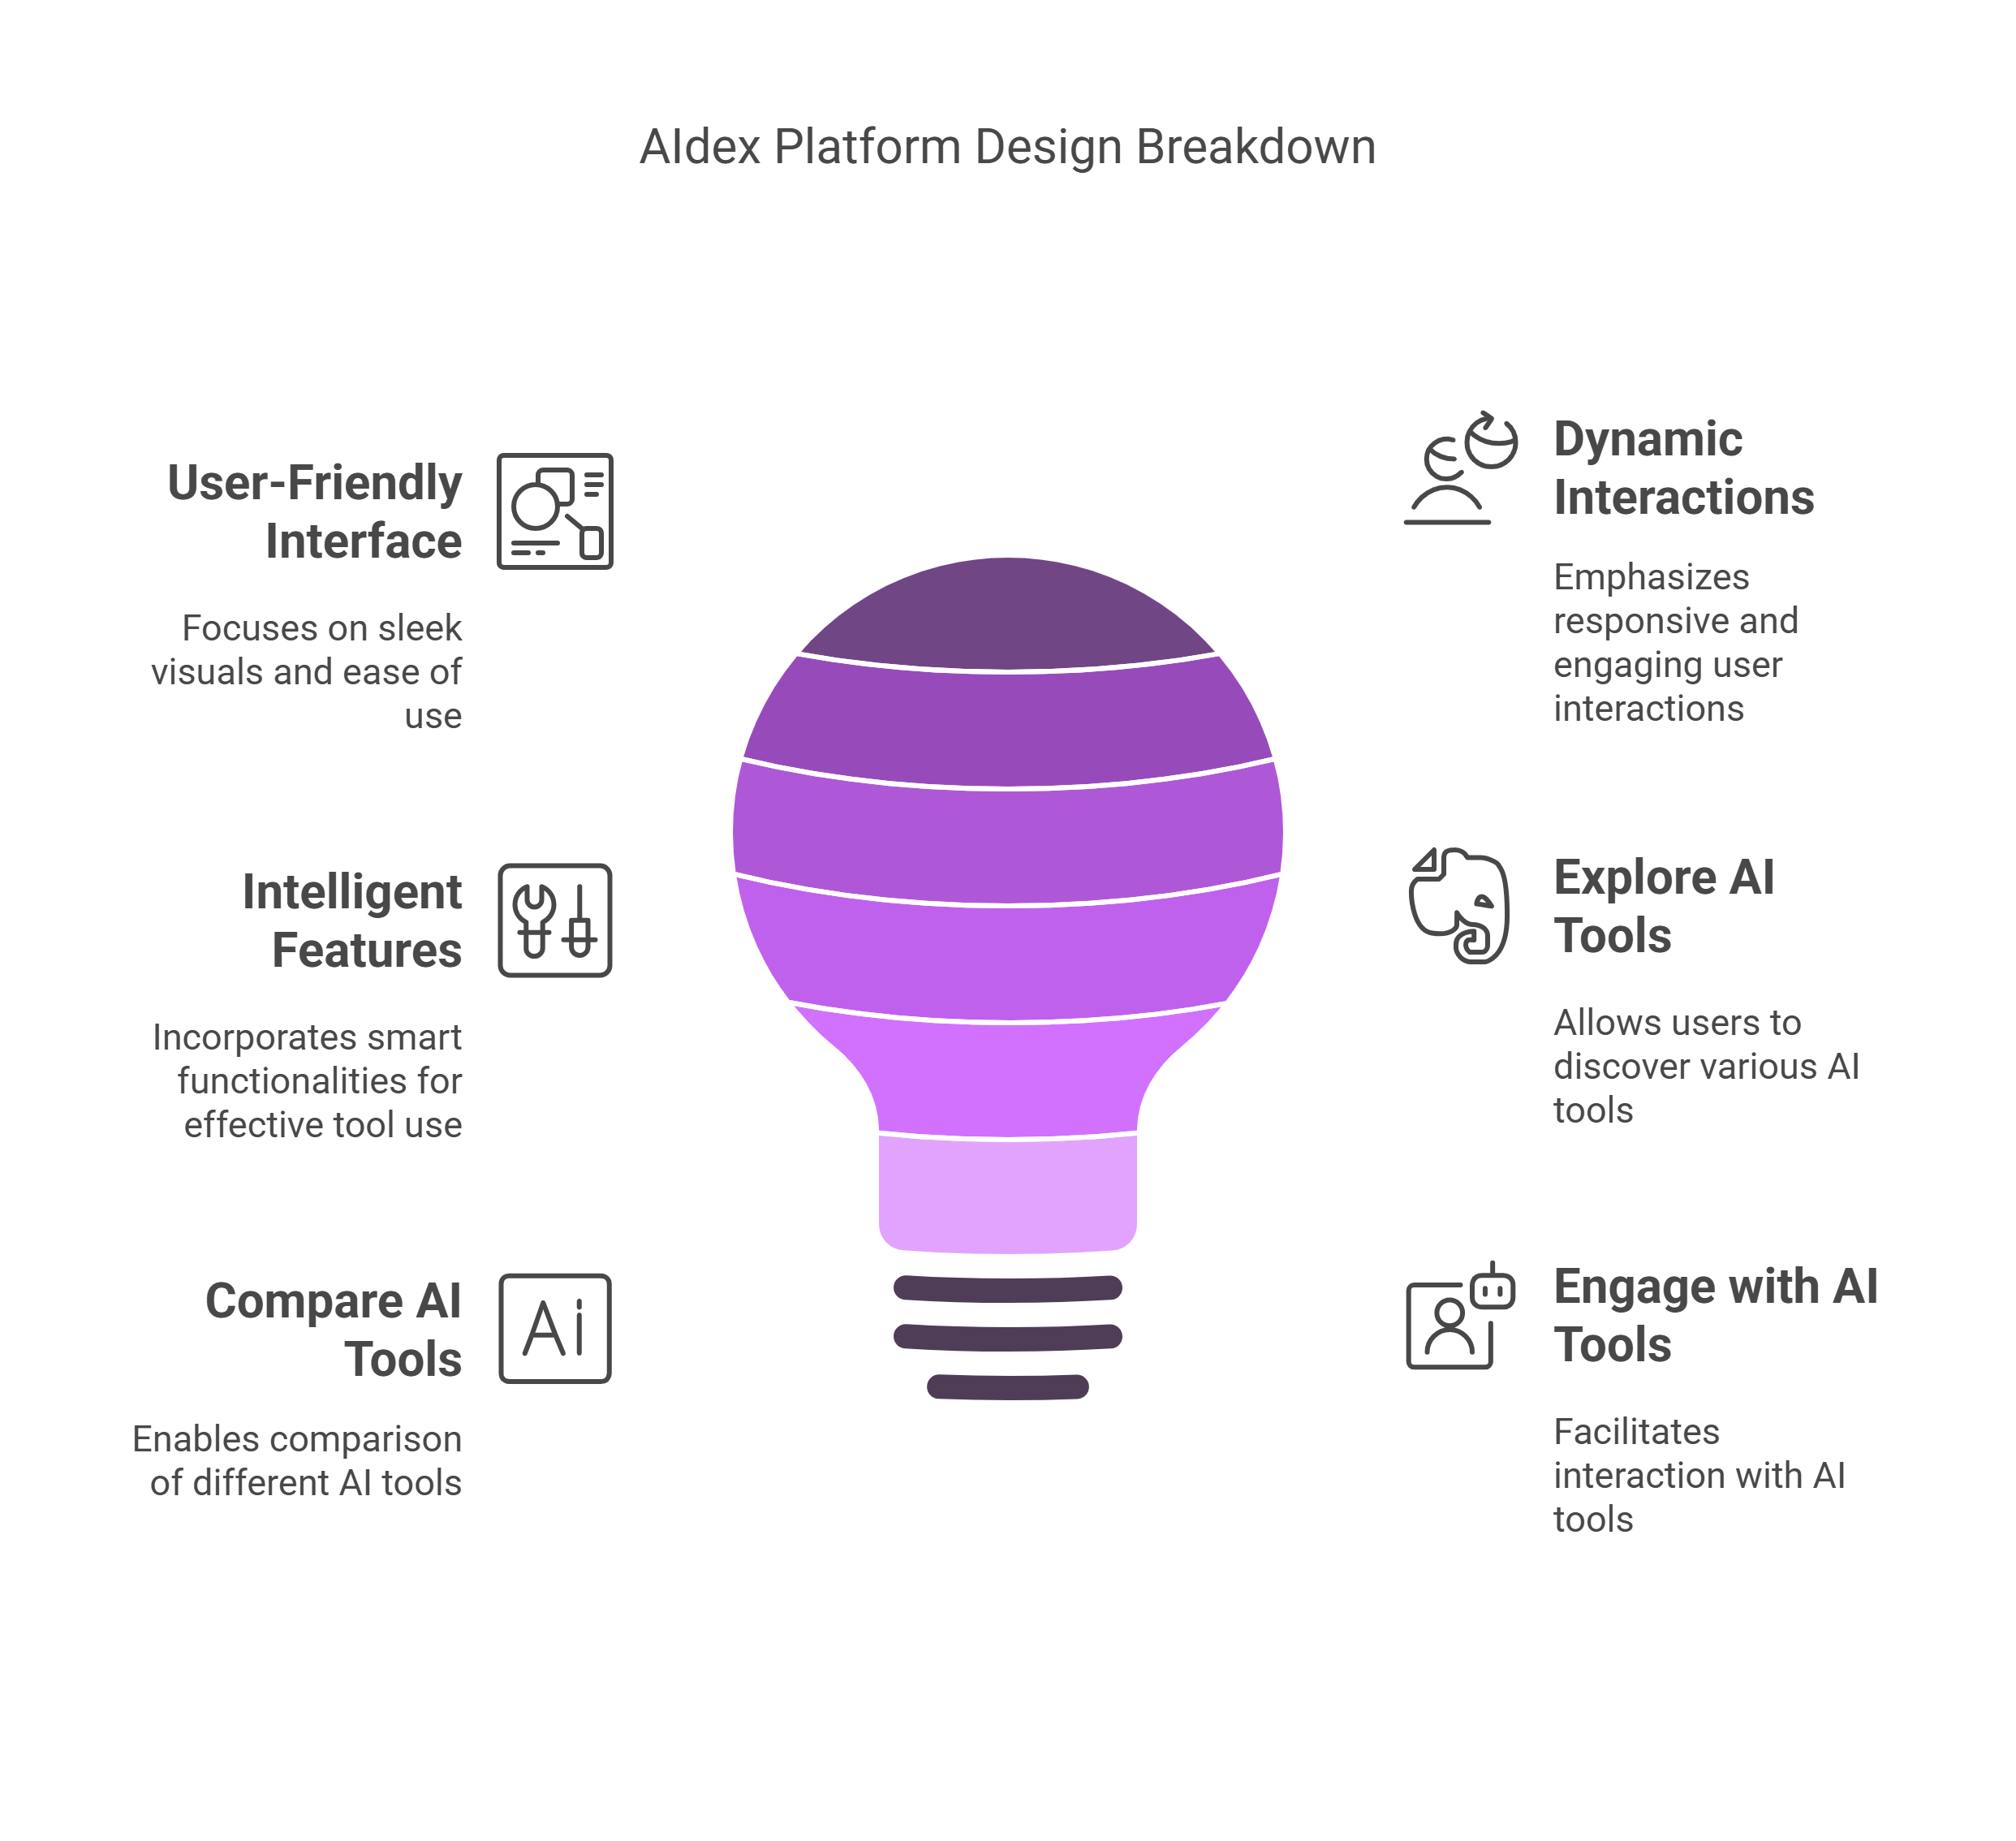 AIdex Platform Design Breakdown
User-Friendly
Interface
Focuses on sleek
visuals and ease of
use
Intelligent
Features
Incorporates smart
functionalities for
effective tool use
Compare AI
Tools
Ai
Enables comparison
of different AI tools
Dynamic
Interactions
Emphasizes
responsive and
engaging user
interactions
Explore AI
Tools
Allows users to
discover various AI
tools
Engage with AI
Tools
Facilitates
interaction with AI
tools